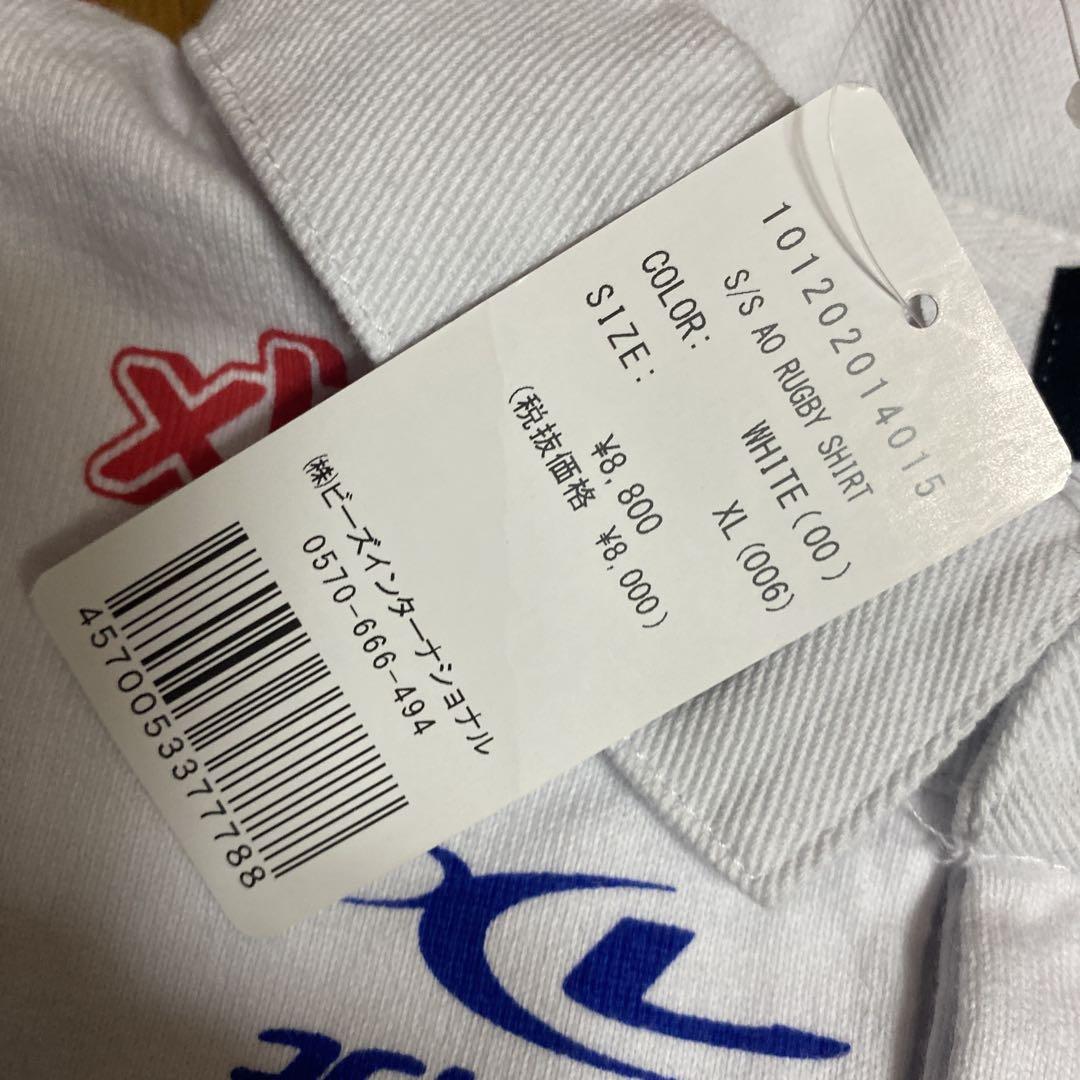 101202014015
S/S AO RUGBY SHIRT
COLOR: WHITE(00)
SIZE: XL(006)
¥8,800
(税抜価格 ¥8,000)
㈱ビーズインターナショナル
0570-666-494
4570053377788